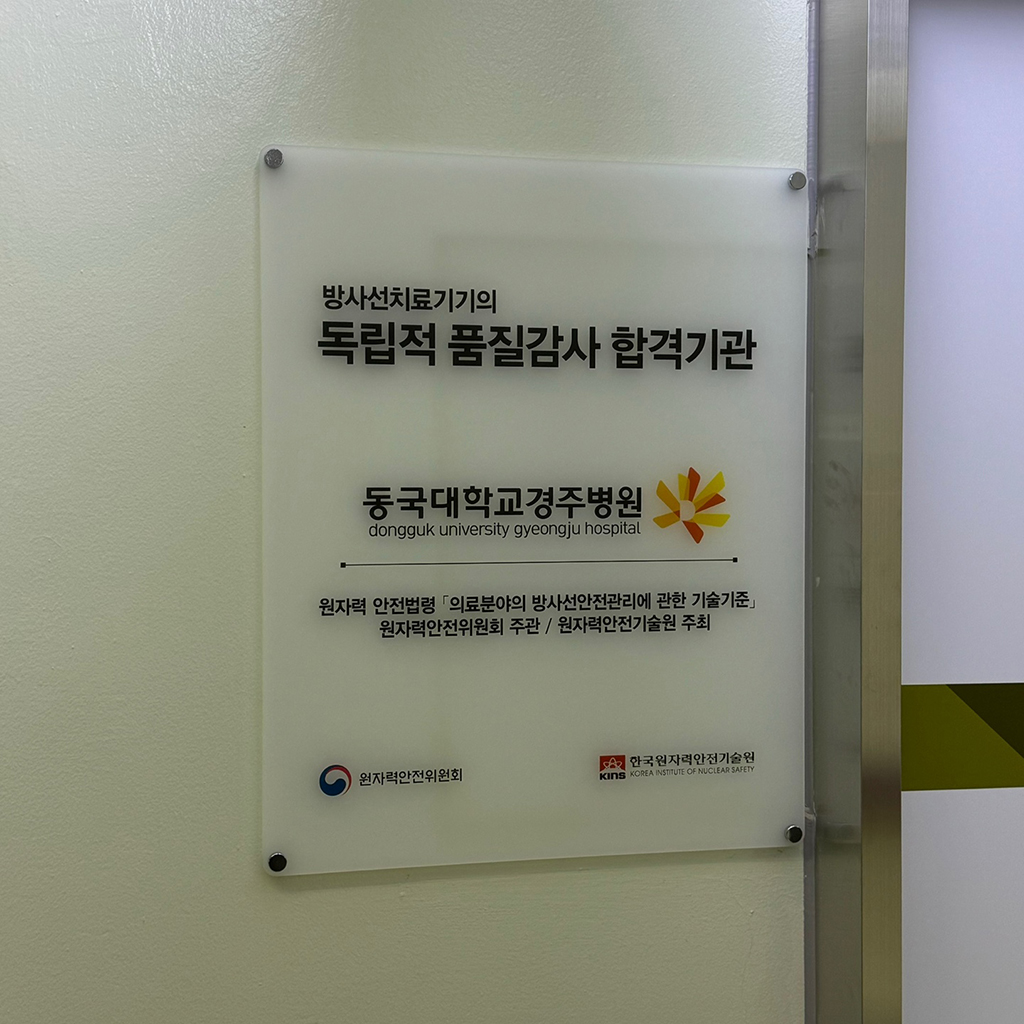 방사선치료기기의
독립적 품질감사 합격기관
동국대학교경주병원
dongguk university gyeongju hospital
원자력 안전법령 「의료분야의 방사선안전관리에 관한 기술기준」
원자력안전위원회 주관 / 원자력안전기술원 주최
원자력안전위원회
KINS 한국원자력안전기술원
KOREA INSTITUTE OF NUCLEAR SAFETY